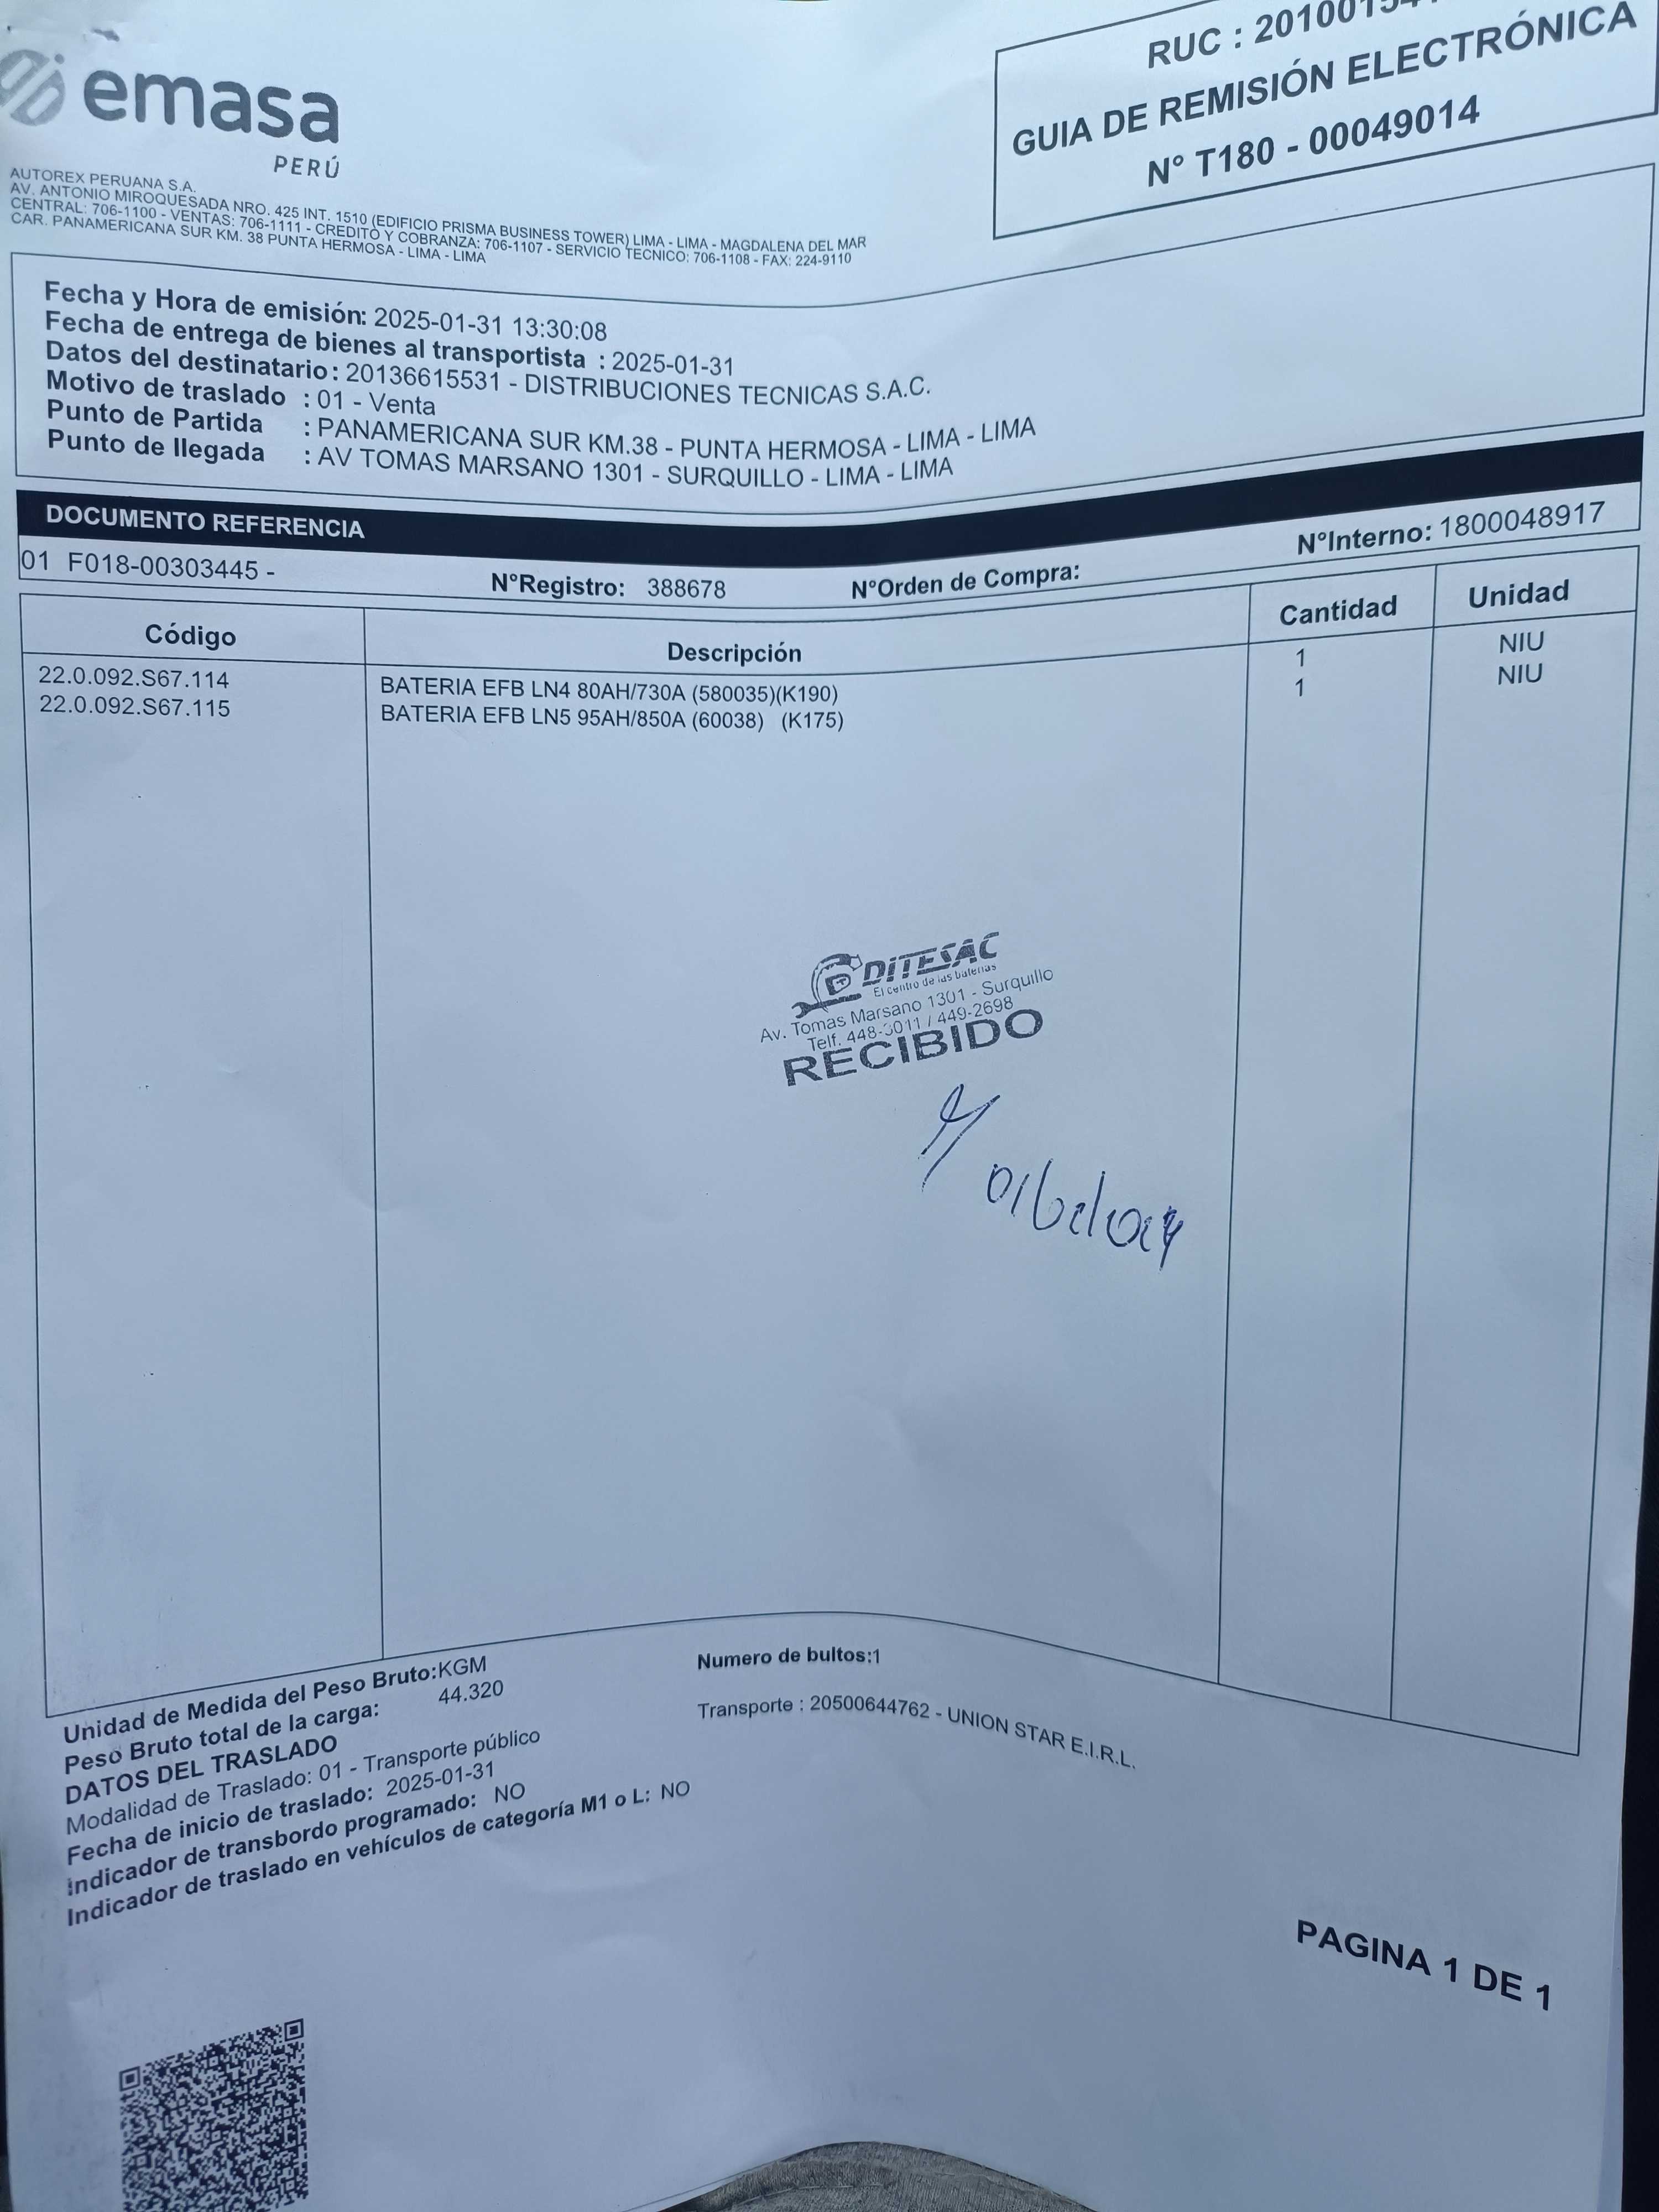 emasa
PERÚ
AUTOREX PERUANA S.A.
AV. ANTONIO MIROQUESADA NRO. 425 INT. 1510 (EDIFICIO PRISMA BUSINESS TOWER) LIMA - LIMA - MAGDALENA DEL MAR
CENTRAL: 706-1100 - VENTAS: 706-1111 - CREDITO Y COBRANZA: 706-1107 - SERVICIO TECNICO: 706-1108 - FAX: 224-9110
CAR. PANAMERICANA SUR KM. 38 PUNTA HERMOSA - LIMA - LIMA
RUC :
GUIA DE REMISIÓN ELECTRÓNICA
N° T180 - 00049014
Fecha y Hora de emisión: 2025-01-31 13:30:08
Fecha de entrega de bienes al transportista : 2025-01-31
Datos del destinatario : 20136615531 - DISTRIBUCIONES TECNICAS S.A.C.
Motivo de traslado : 01 - Venta
Punto de Partida : PANAMERICANA SUR KM.38 - PUNTA HERMOSA - LIMA - LIMA
Punto de llegada : AV TOMAS MARSANO 1301 - SURQUILLO - LIMA - LIMA
DOCUMENTO REFERENCIA
01 F018-00303445 - N°Registro: 388678 N°Orden de Compra: N°Interno: 1800048917
Código Descripción Cantidad Unidad
22.0.092.S67.114 BATERIA EFB LN4 80AH/730A (580035)(K190) 1 NIU
22.0.092.S67.115 BATERIA EFB LN5 95AH/850A (60038) (K175) 1 NIU
DITESAC
El centro de las baterias
Av. Tomas Marsano 1301 - Surquillo
Telf. 448-3011 / 449-2698
RECIBIDO
Unidad de Medida del Peso Bruto: KGM Numero de bultos:1
Peso Bruto total de la carga: 44.320
DATOS DEL TRASLADO Transporte : 20500644762 - UNION STAR E.I.R.L.
Modalidad de Traslado: 01 - Transporte público
Fecha de inicio de traslado: 2025-01-31
Indicador de transbordo programado: NO
Indicador de traslado en vehículos de categoría M1 o L: NO
PAGINA 1 DE 1